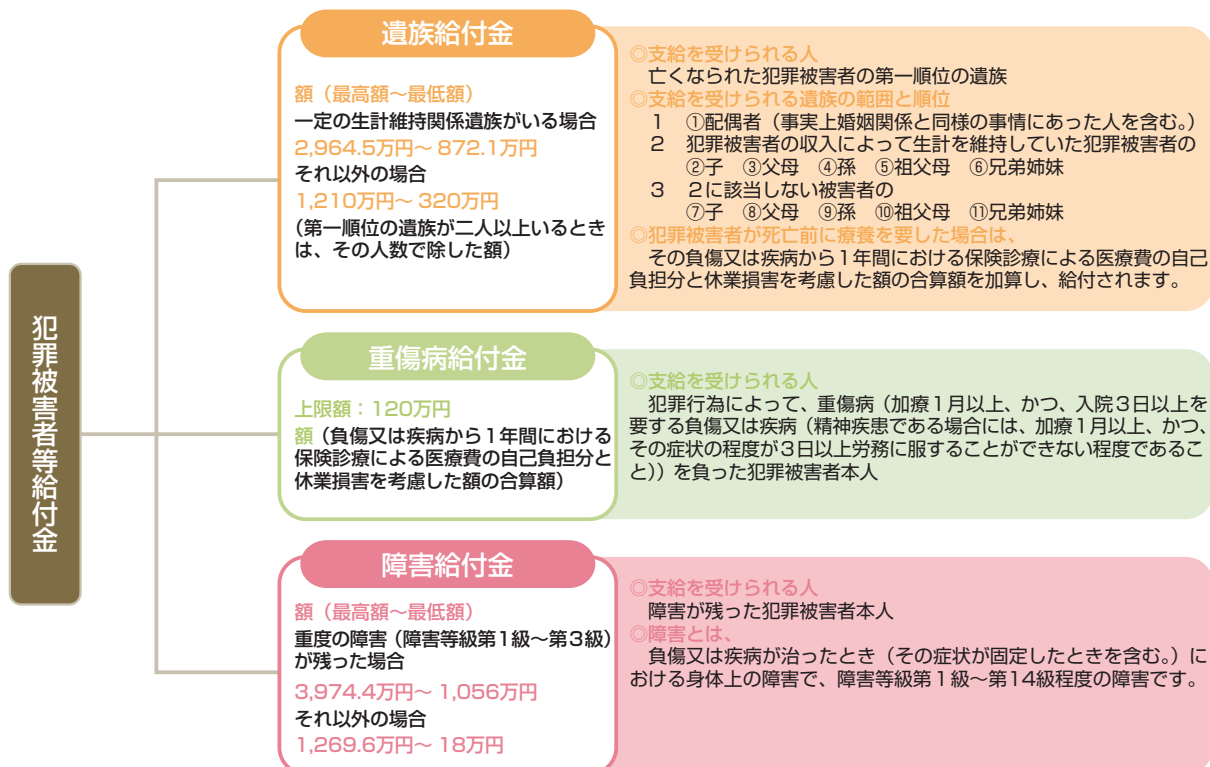 犯罪被害者等給付金
遺族給付金
額（最高額～最低額）
一定の生計維持関係遺族がいる場合
2,964.5万円～ 872.1万円
それ以外の場合
1,210万円～ 320万円
（第一順位の遺族が二人以上いるとき
は、その人数で除した額）
◎支給を受けられる人
亡くなられた犯罪被害者の第一順位の遺族
◎支給を受けられる遺族の範囲と順位
1　①配偶者（事実上婚姻関係と同様の事情にあった人を含む。）
2　犯罪被害者の収入によって生計を維持していた犯罪被害者の
②子　③父母　④孫　⑤祖父母　⑥兄弟姉妹
3　2に該当しない被害者の
⑦子　⑧父母　⑨孫　⑩祖父母　⑪兄弟姉妹
◎犯罪被害者が死亡前に療養を要した場合は、
その負傷又は疾病から1年間における保険診療による医療費の自己
負担分と休業損害を考慮した額の合算額を加算し、給付されます。
重傷病給付金
上限額：120万円
額（負傷又は疾病から1年間における
保険診療による医療費の自己負担分と
休業損害を考慮した額の合算額）
◎支給を受けられる人
犯罪行為によって、重傷病（加療1月以上、かつ、入院3日以上を
要する負傷又は疾病（精神疾患である場合には、加療1月以上、かつ、
その症状の程度が3日以上労務に服することができない程度であるこ
と））を負った犯罪被害者本人
障害給付金
額（最高額～最低額）
重度の障害（障害等級第1級～第3級）
が残った場合
3,974.4万円～ 1,056万円
それ以外の場合
1,269.6万円～ 18万円
◎支給を受けられる人
障害が残った犯罪被害者本人
◎障害とは、
負傷又は疾病が治ったとき（その症状が固定したときを含む。）に
おける身体上の障害で、障害等級第1級～第14級程度の障害です。